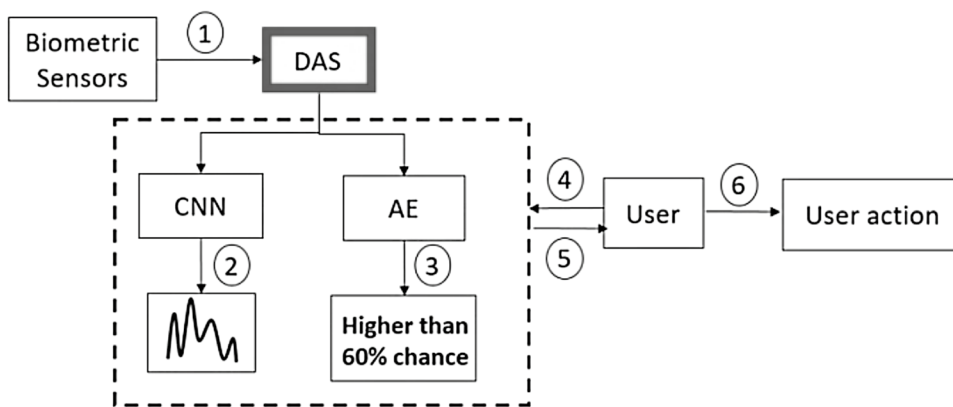 Biometric
Sensors
1
DAS
CNN
AE
2
3
Higher than
60% chance
4
5
User
6
User action